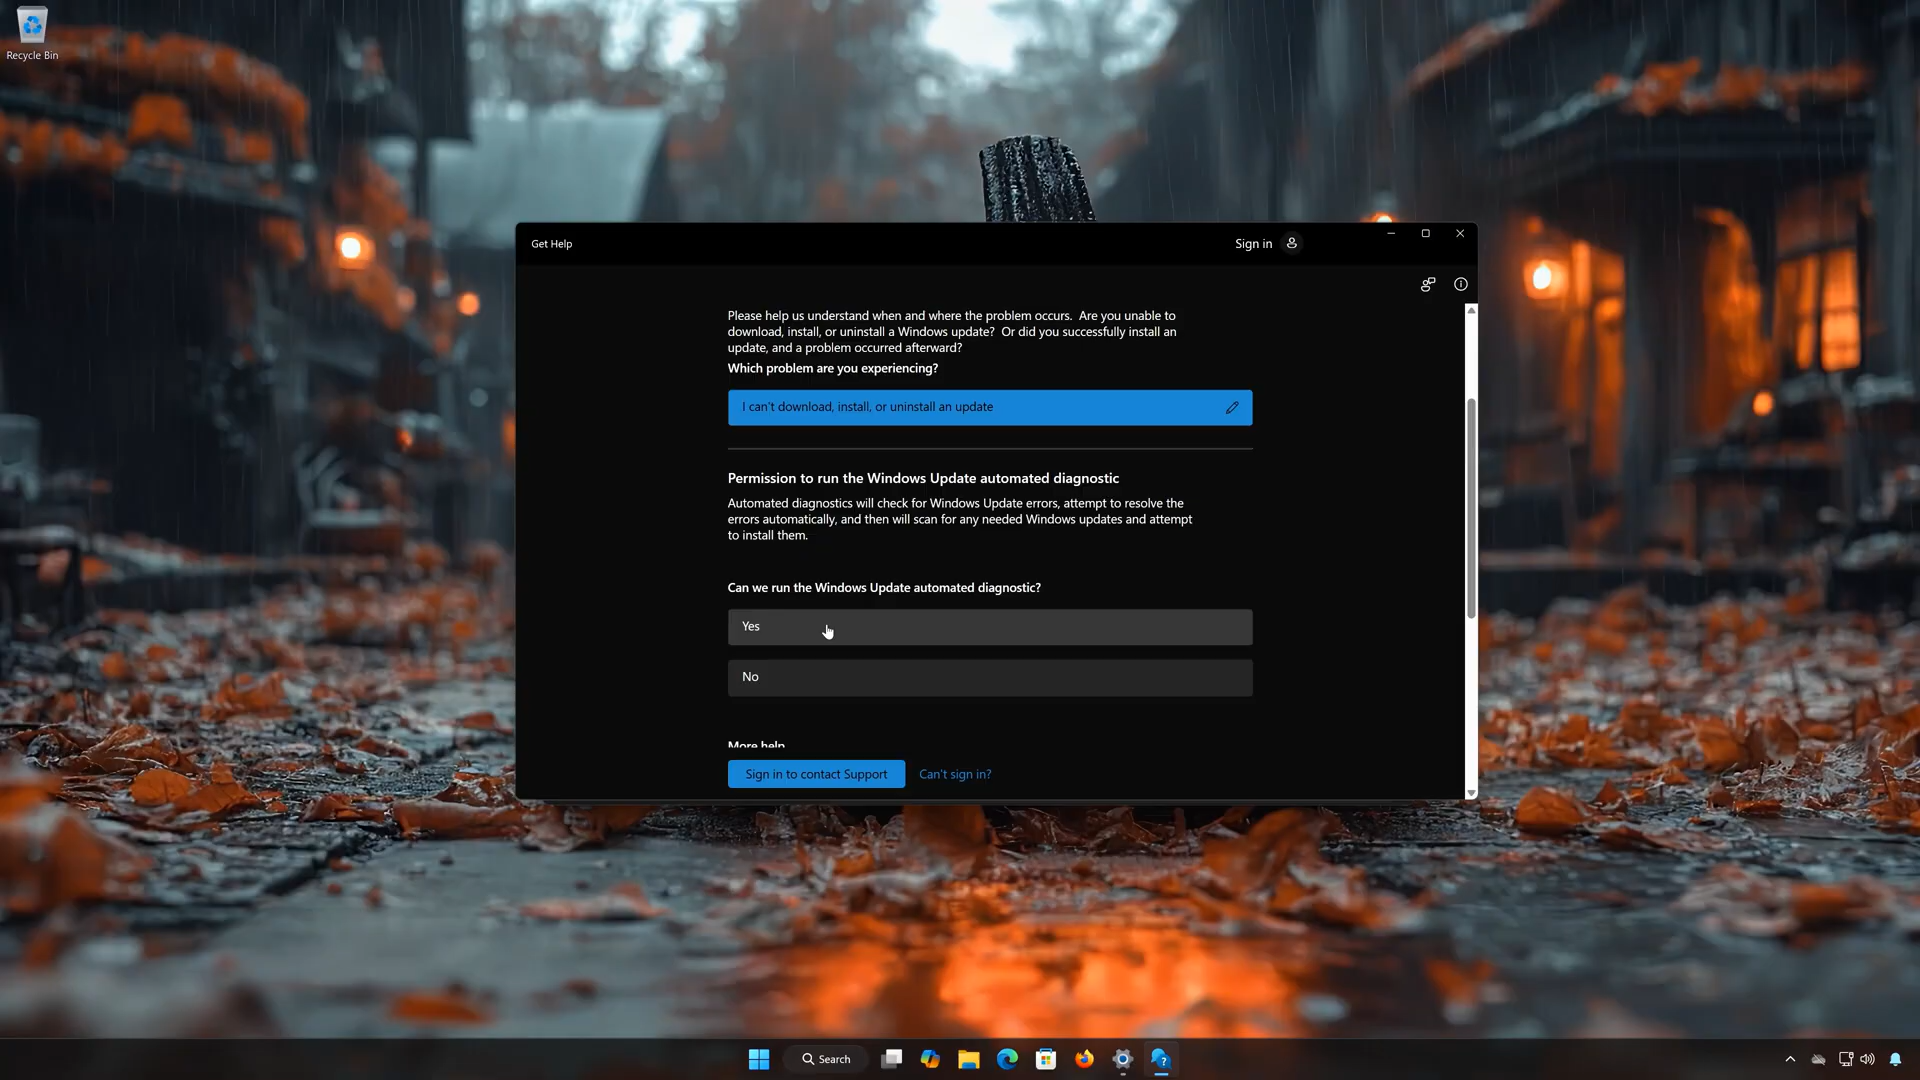 Recycle Bin
Get Help
Sign in
Please help us understand when and where the problem occurs.  Are you unable to
download, install, or uninstall a Windows update?  Or did you successfully install an
update, and a problem occurred afterward?
Which problem are you experiencing?
I can't download, install, or uninstall an update
Permission to run the Windows Update automated diagnostic
Automated diagnostics will check for Windows Update errors, attempt to resolve the
errors automatically, and then will scan for any needed Windows updates and attempt
to install them.
Can we run the Windows Update automated diagnostic?
Yes
No
More help
Sign in to contact Support
Can't sign in?
Search